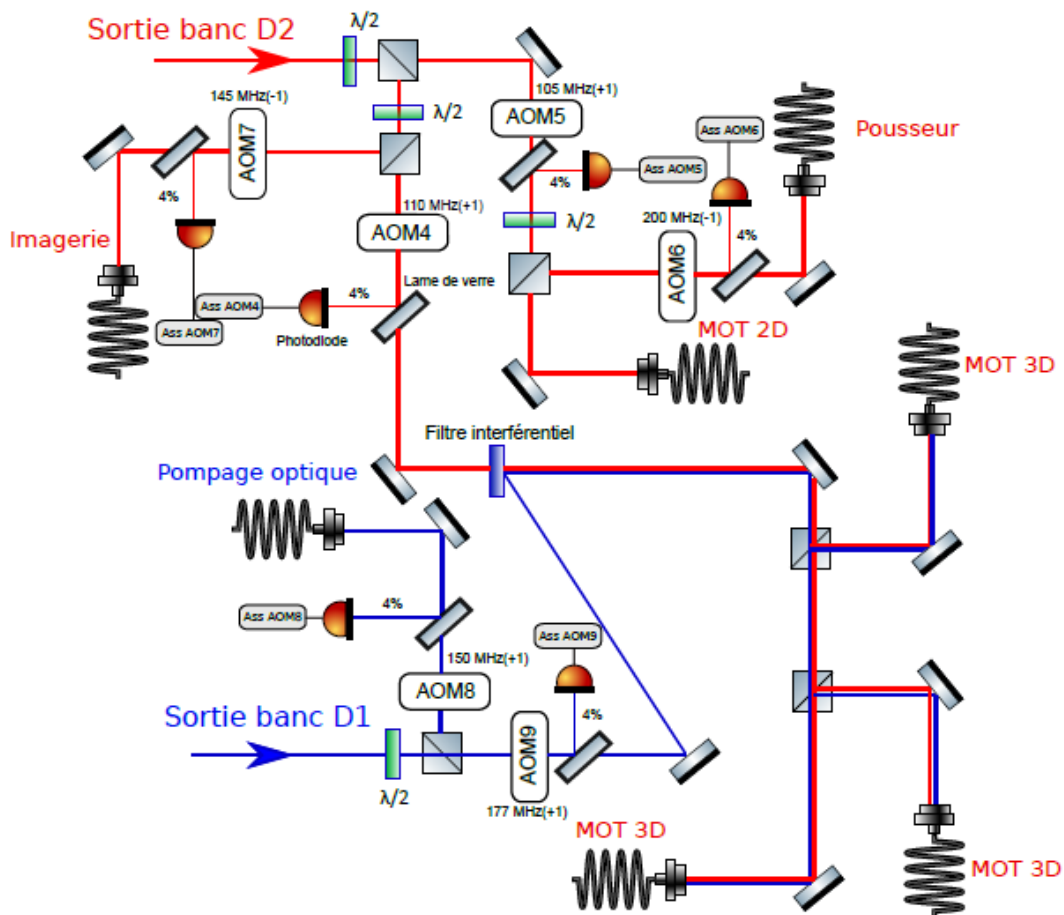 λ/2
Sortie banc D2
145 MHz(-1)
AOM7
λ/2
105 MHz(+1)
AOM5
Ass AOM6
Pousseur
4%
4%
Ass AOM5
λ/2
200 MHz(-1)
4%
AOM6
Imagerie
110 MHz(+1)
AOM4
Lame de verre
4%
Ass AOM4
Ass AOM7
Photodiode
MOT 2D
MOT 3D
Filtre interférentiel
Pompage optique
4%
Ass AOM8
Ass AOM9
150 MHz(+1)
AOM8
4%
Sortie banc D1
AOM9
λ/2
177 MHz(+1)
MOT 3D
MOT 3D